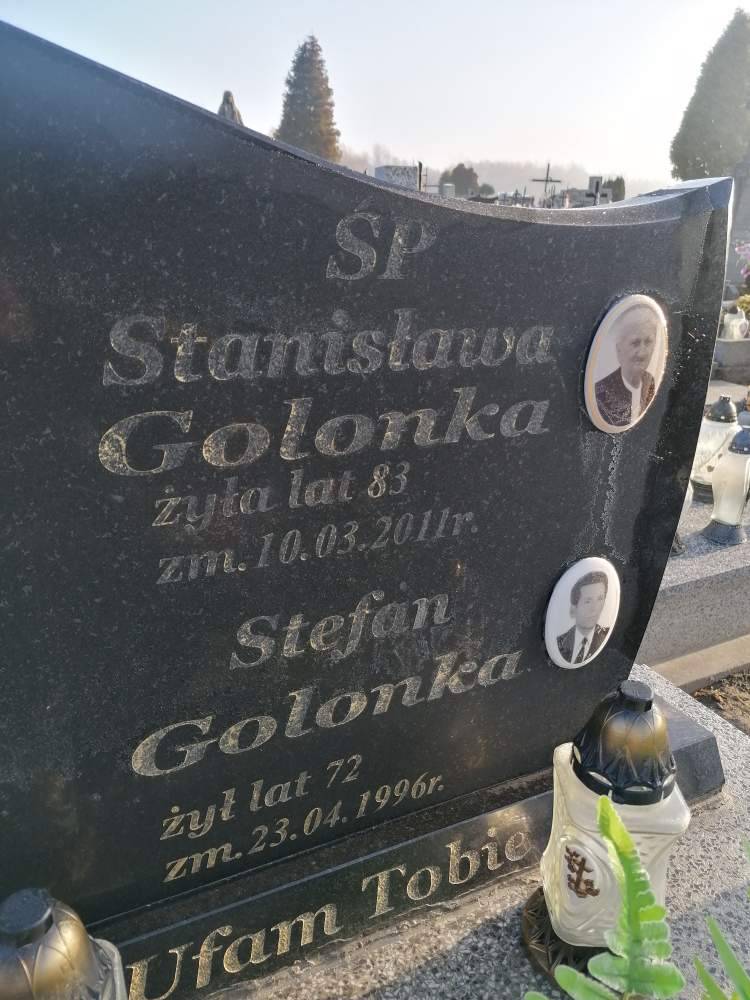 ŚP
Stanisława
Golonka
żyła lat 83
zm. 10.03.2011r.
Stefan
Golonka
żył lat 72
zm. 23.04.1996r.
Ufam Tobie